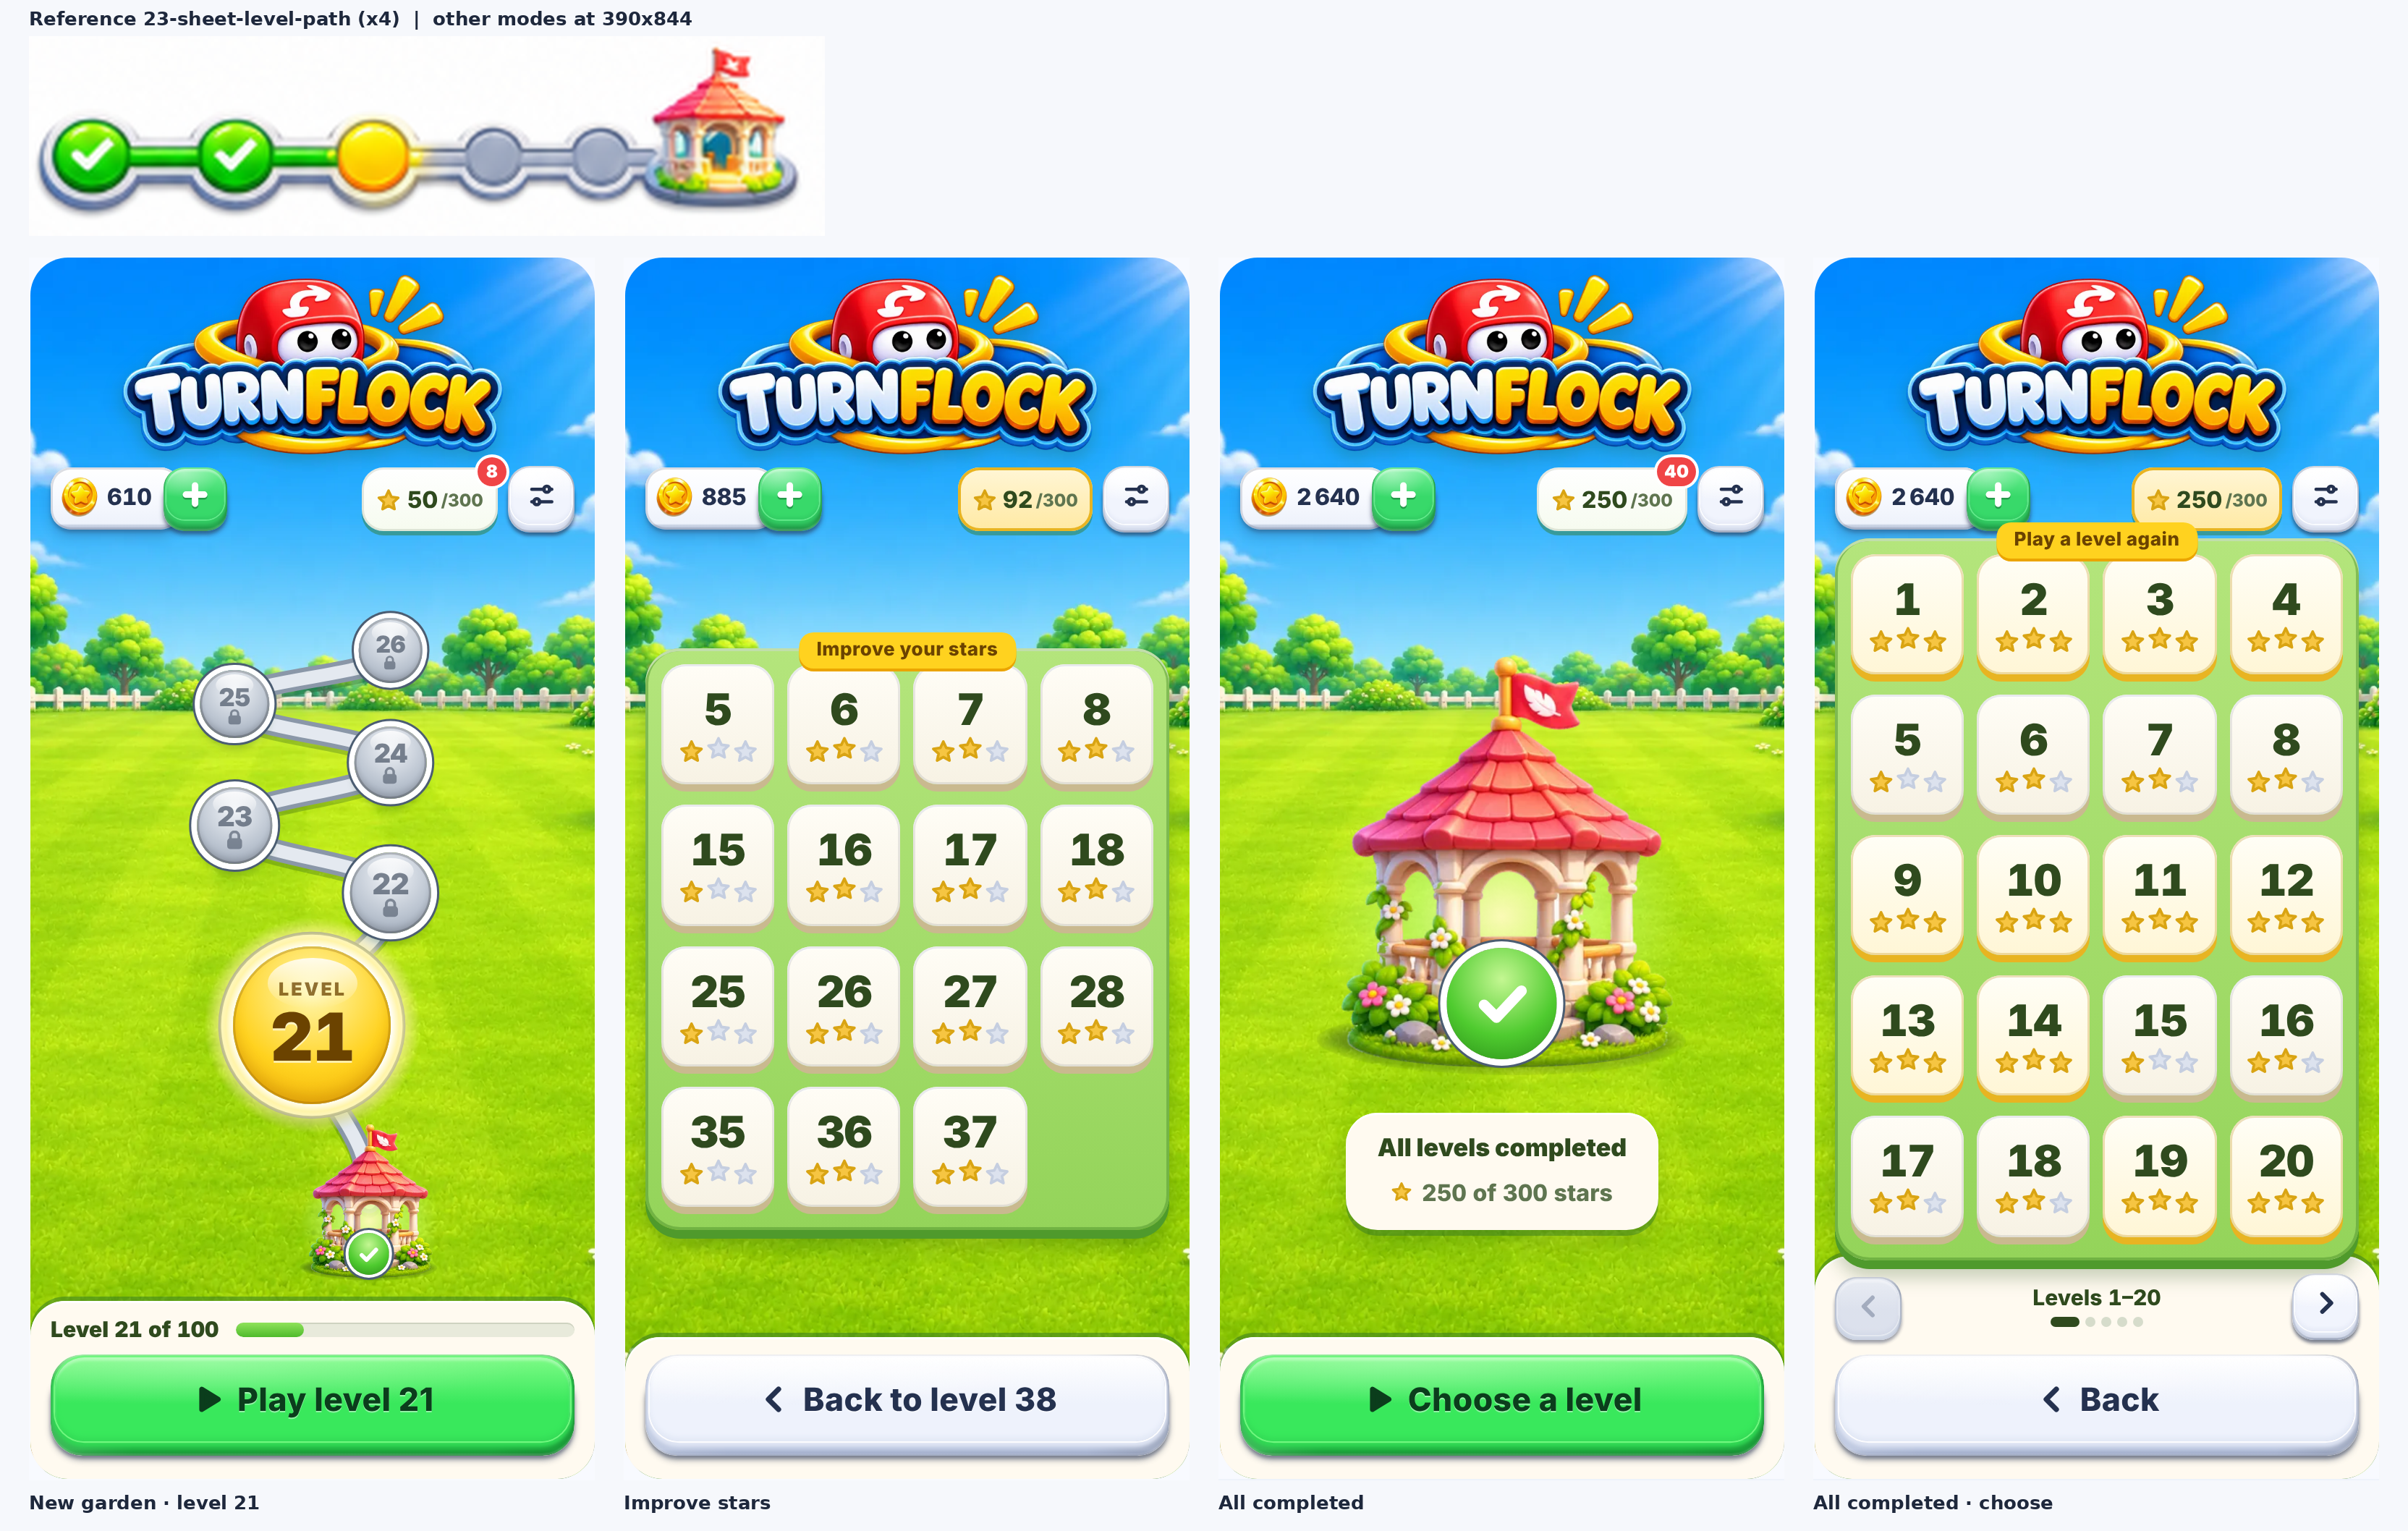 Reference 23-sheet-level-path (x4) | other modes at 390x844
TURNFLOCK
610
8
50/300
26
25
24
23
22
LEVEL
21
Level 21 of 100
Play level 21
New garden · level 21
TURNFLOCK
885
92/300
Improve your stars
5 6 7 8
15 16 17 18
25 26 27 28
35 36 37
Back to level 38
Improve stars
TURNFLOCK
2 640
40
250/300
All levels completed
250 of 300 stars
Choose a level
All completed
TURNFLOCK
2 640
250/300
Play a level again
1 2 3 4
5 6 7 8
9 10 11 12
13 14 15 16
17 18 19 20
Levels 1–20
Back
All completed · choose